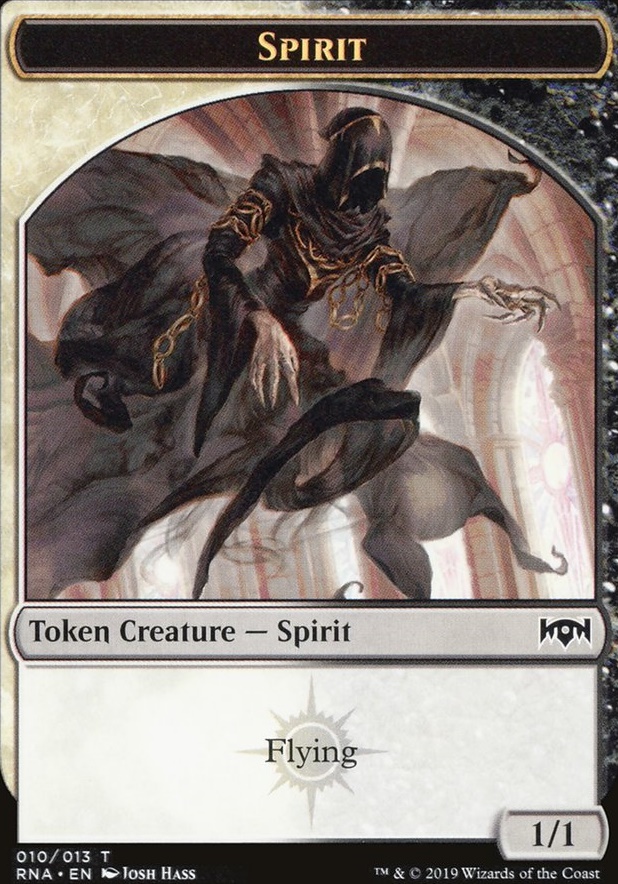 SPIRIT
Token Creature — Spirit
Flying
1/1
010/013 T
RNA • EN JOSH HASS
™ & © 2019 Wizards of the Coast